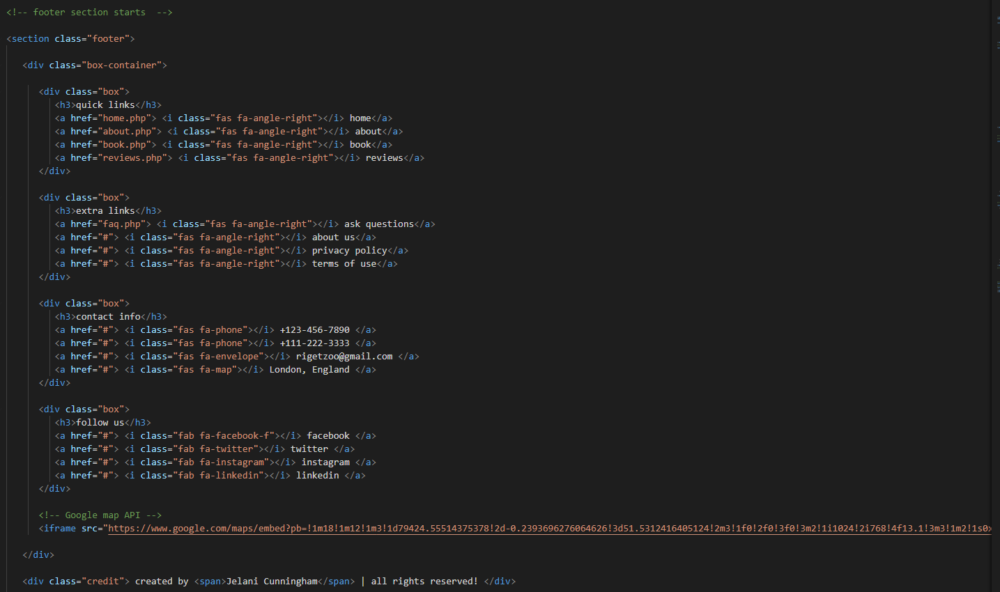 <!-- footer section starts  -->
<section class="footer">
<div class="box-container">
<div class="box">
<h3>quick links</h3>
<a href="home.php"> <i class="fas fa-angle-right"></i> home</a>
<a href="about.php"> <i class="fas fa-angle-right"></i> about</a>
<a href="book.php"> <i class="fas fa-angle-right"></i> book</a>
<a href="reviews.php"> <i class="fas fa-angle-right"></i> reviews</a>
</div>
<div class="box">
<h3>extra links</h3>
<a href="faq.php"> <i class="fas fa-angle-right"></i> ask questions</a>
<a href="#"> <i class="fas fa-angle-right"></i> about us</a>
<a href="#"> <i class="fas fa-angle-right"></i> privacy policy</a>
<a href="#"> <i class="fas fa-angle-right"></i> terms of use</a>
</div>
<div class="box">
<h3>contact info</h3>
<a href="#"> <i class="fas fa-phone"></i> +123-456-7890 </a>
<a href="#"> <i class="fas fa-phone"></i> +111-222-3333 </a>
<a href="#"> <i class="fas fa-envelope"></i> rigetzoo@gmail.com </a>
<a href="#"> <i class="fas fa-map"></i> London, England </a>
</div>
<div class="box">
<h3>follow us</h3>
<a href="#"> <i class="fab fa-facebook-f"></i> facebook </a>
<a href="#"> <i class="fab fa-twitter"></i> twitter </a>
<a href="#"> <i class="fab fa-instagram"></i> instagram </a>
<a href="#"> <i class="fab fa-linkedin"></i> linkedin </a>
</div>
<!-- Google map API -->
<iframe src="https://www.google.com/maps/embed?pb=!1m18!1m12!1m3!1d79424.55514375378!2d-0.2393696276064626!3d51.5312416405124!2m3!1f0!2f0!3f0!3m2!1i1024!2i768!4f13.1!3m3!1m2!1s0x
</div>
<div class="credit"> created by <span>Jelani Cunningham</span> | all rights reserved! </div>